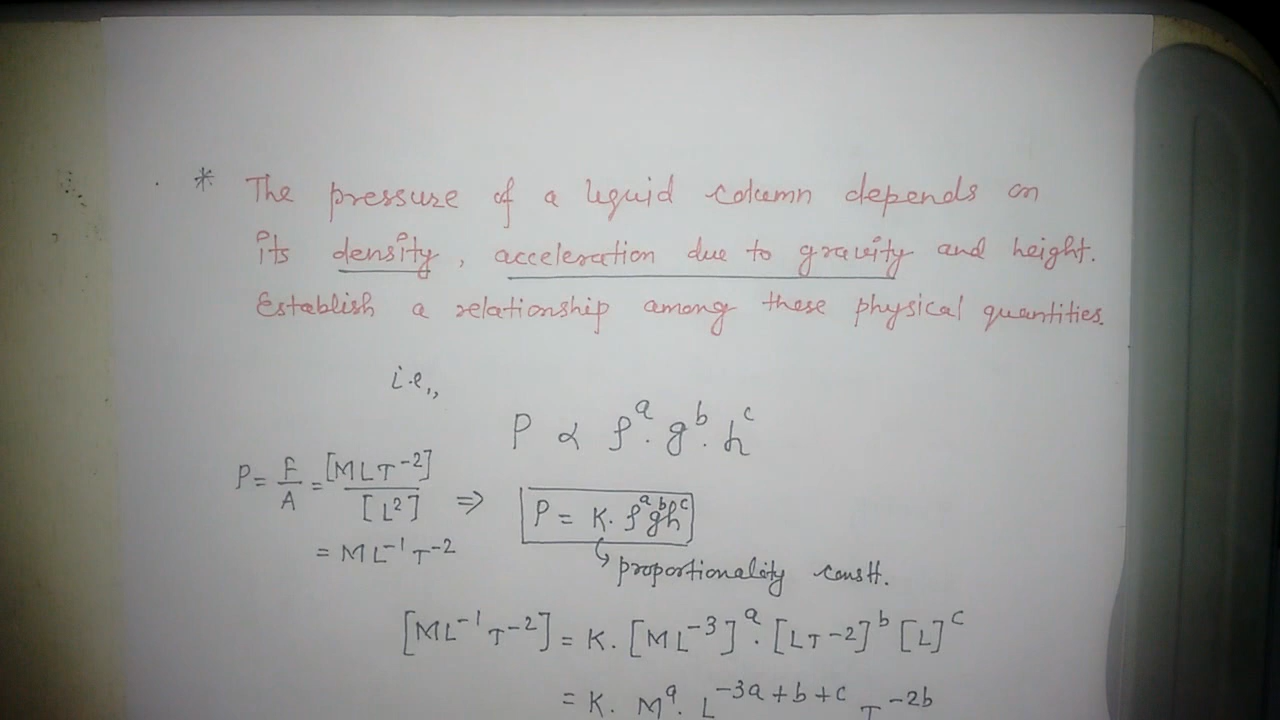 * The pressure of a liquid column depends on
its density, acceleration due to gravity and height.
Establish a relationship among these physical quantities.
i.e.,,
P ∝ ρ^a. g^b. h^c
P = F/A = [MLT^-2]/[L^2] ⇒ P = K. ρ^a g^b h^c
= ML^-1 T^-2
↳ proportionality constt.
[ML^-1 T^-2] = K. [ML^-3]^a. [LT^-2]^b [L]^c
= K. M^a. L^-3a+b+c T^-2b